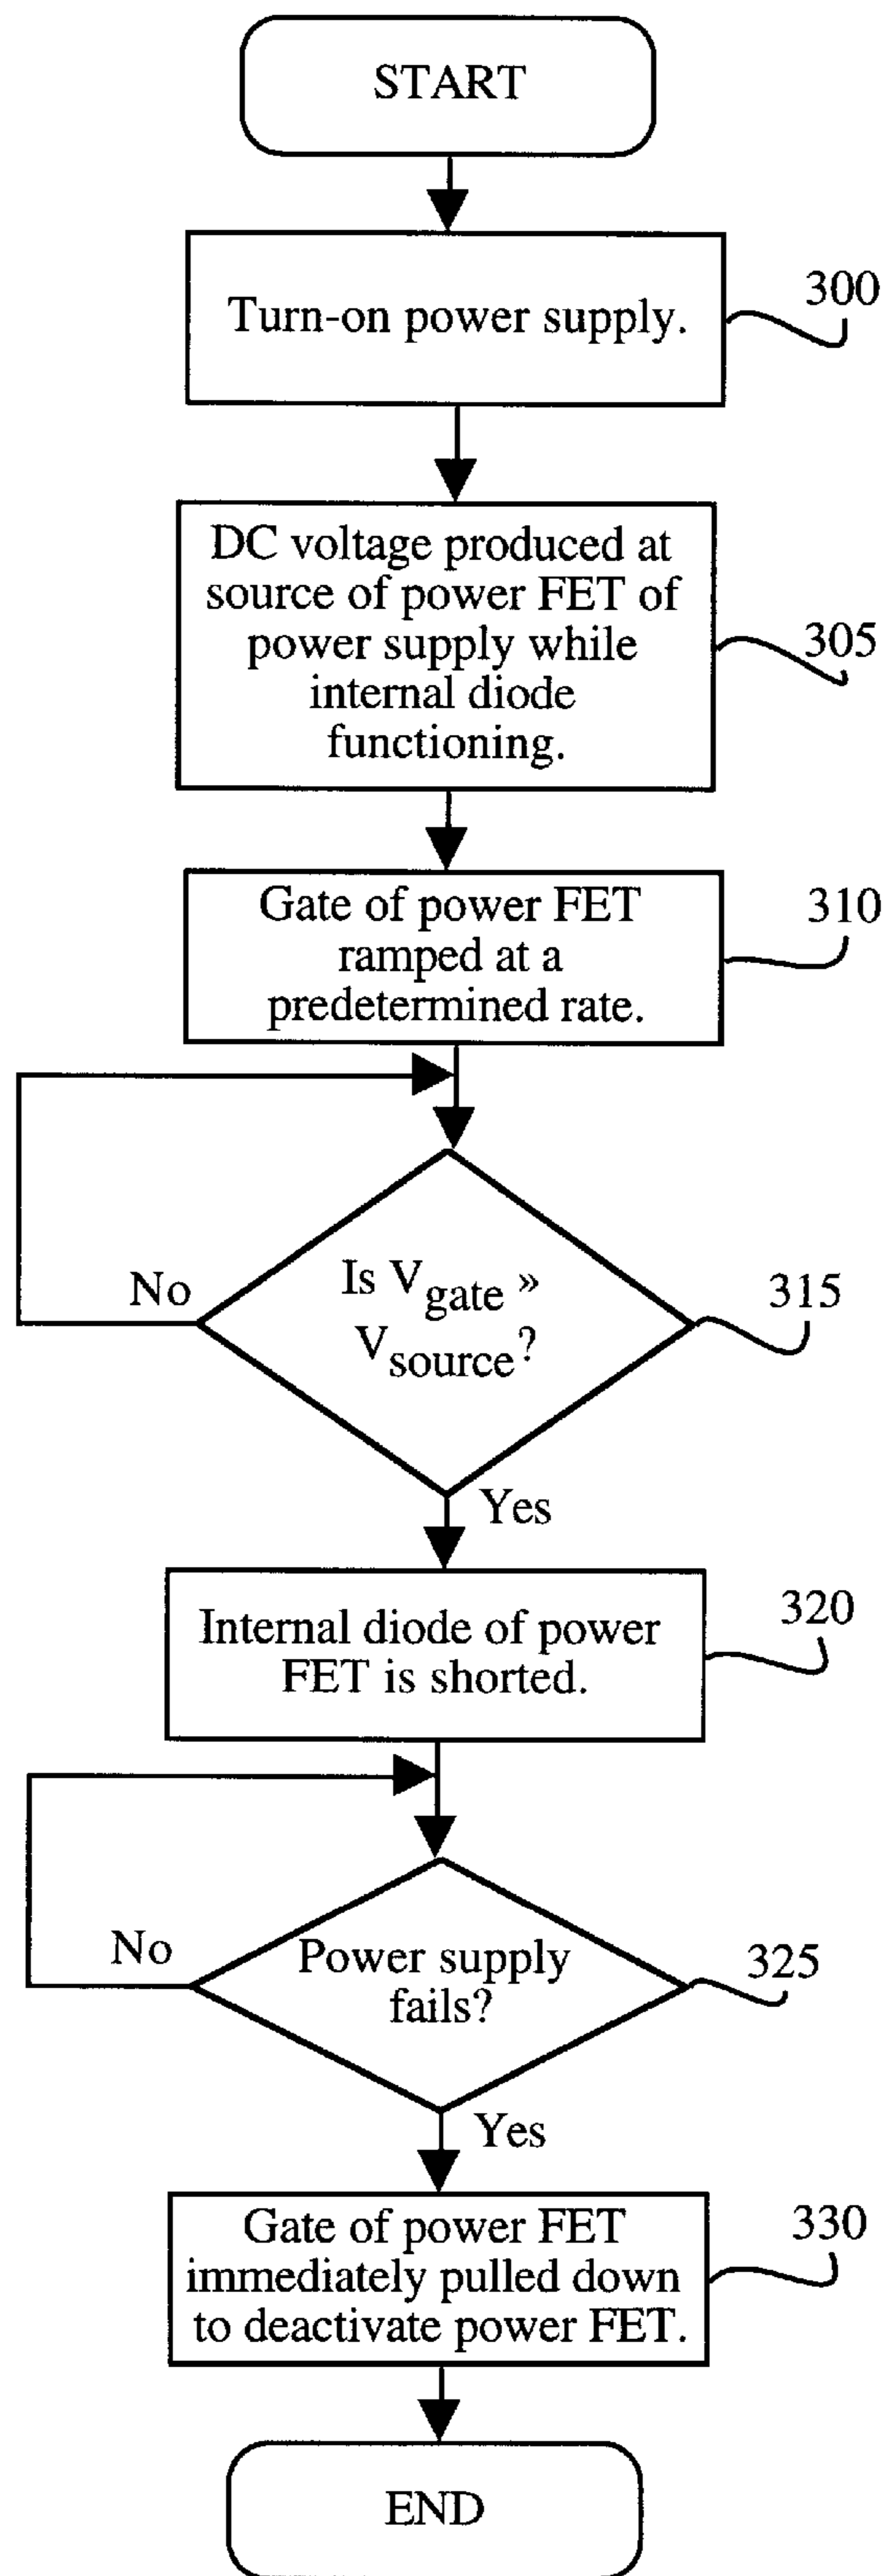 START
Turn-on power supply.
300
DC voltage produced at
source of power FET of
power supply while
internal diode
functioning.
305
Gate of power FET
ramped at a
predetermined rate.
310
No
Is Vgate »
Vsource?
315
Yes
Internal diode of power
FET is shorted.
320
No
Power supply
fails?
325
Yes
Gate of power FET
immediately pulled down
to deactivate power FET.
330
END